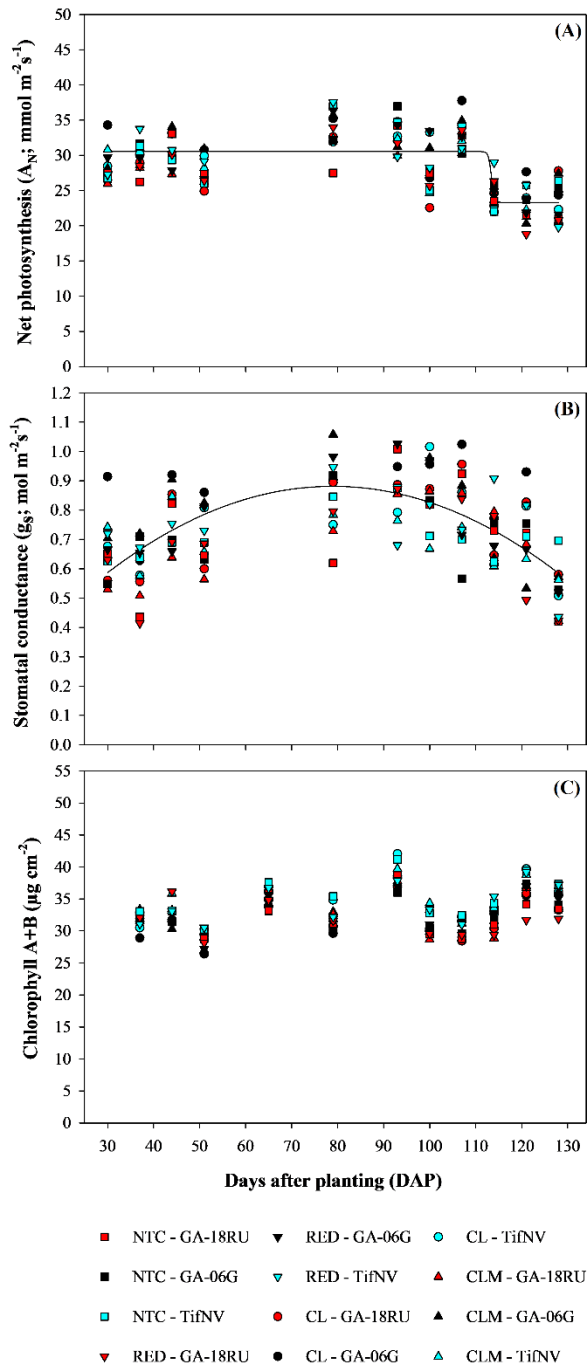 (A)
Net photosynthesis (AN; mmol m-2s-1)
50
45
40
35
30
25
20
15
10
5
0
(B)
Stomatal conductance (gs; mol m-2s-1)
1.2
1.1
1.0
0.9
0.8
0.7
0.6
0.5
0.4
0.3
0.2
0.1
0.0
(C)
Chlorophyll A+B (µg cm-2)
55
50
45
40
35
30
25
20
15
10
5
0
30 40 50 60 70 80 90 100 110 120 130
Days after planting (DAP)
NTC - GA-18RU
NTC - GA-06G
NTC - TifNV
RED - GA-18RU
RED - GA-06G
RED - TifNV
CL - GA-18RU
CL - GA-06G
CL - TifNV
CLM - GA-18RU
CLM - GA-06G
CLM - TifNV